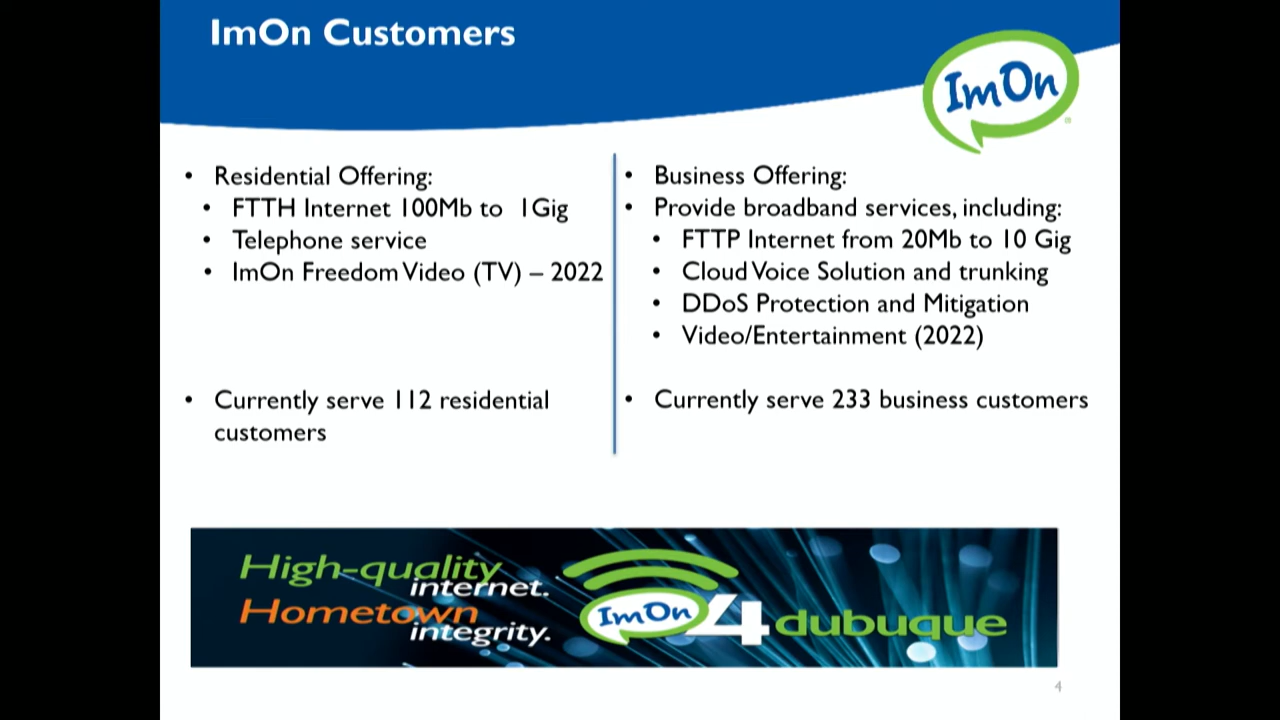 ImOn Customers
ImOn
• Residential Offering:
• FTTH Internet 100Mb to 1Gig
• Telephone service
• ImOn Freedom Video (TV) – 2022
• Currently serve 112 residential
customers
• Business Offering:
• Provide broadband services, including:
• FTTP Internet from 20Mb to 10 Gig
• Cloud Voice Solution and trunking
• DDoS Protection and Mitigation
• Video/Entertainment (2022)
• Currently serve 233 business customers
High-quality
internet.
Hometown
integrity.
ImOn 4 dubuque
4